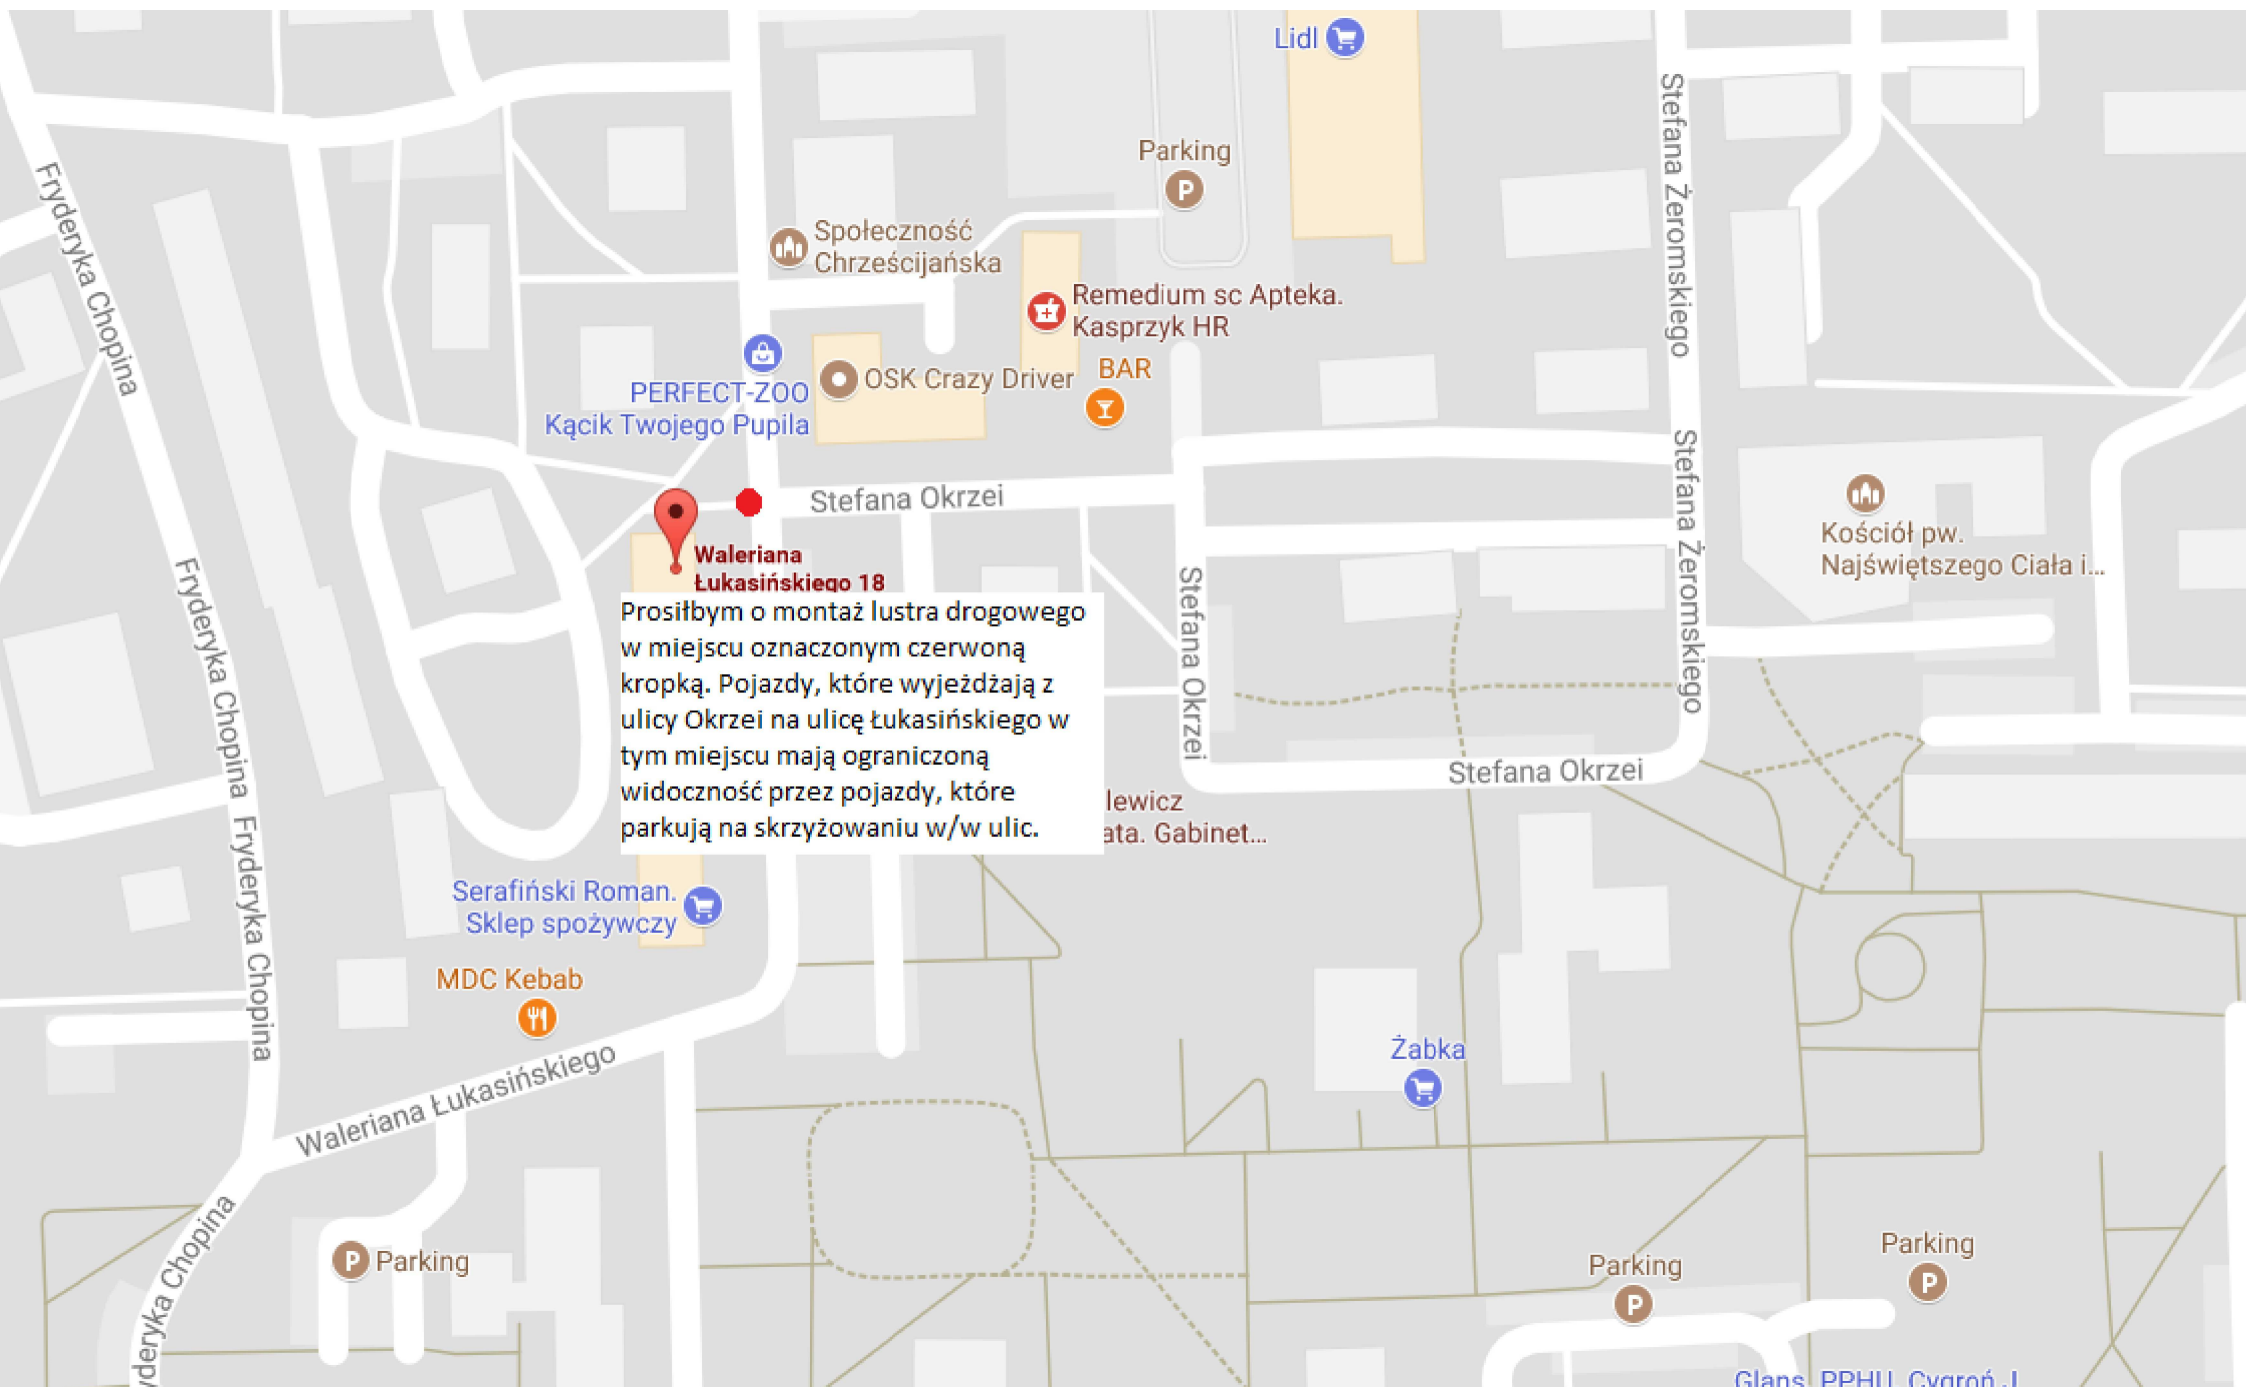 Lidl
Parking
Społeczność
Chrześcijańska
Remedium sc Apteka.
Kasprzyk HR
BAR
OSK Crazy Driver
PERFECT-ZOO
Kącik Twojego Pupila
Fryderyka Chopina
Stefana Żeromskiego
Stefana Okrzei
Stefana Żeromskiego
Kościół pw.
Najświętszego Ciała i...
Waleriana
Łukasińskiego 18
Prosiłbym o montaż lustra drogowego
w miejscu oznaczonym czerwoną
kropką. Pojazdy, które wyjeżdżają z
ulicy Okrzei na ulicę Łukasińskiego w
tym miejscu mają ograniczoną
widoczność przez pojazdy, które
parkują na skrzyżowaniu w/w ulic.
Fryderyka Chopina
Stefana Okrzei
Stefana Okrzei
lewicz
ata. Gabinet...
Fryderyka Chopina
Serafiński Roman.
Sklep spożywczy
MDC Kebab
Waleriana Łukasińskiego
Żabka
yderyka Chopina
P Parking
Parking
P
Parking
P
Glans. PPHU. Cygroń J.